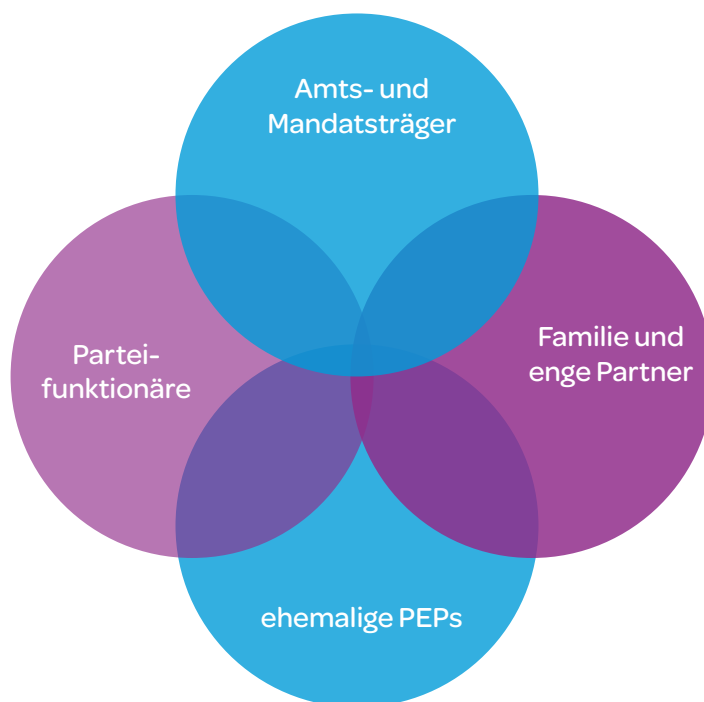 Amts- und
Mandatsträger
Partei-
funktionäre
Familie und
enge Partner
ehemalige PEPs